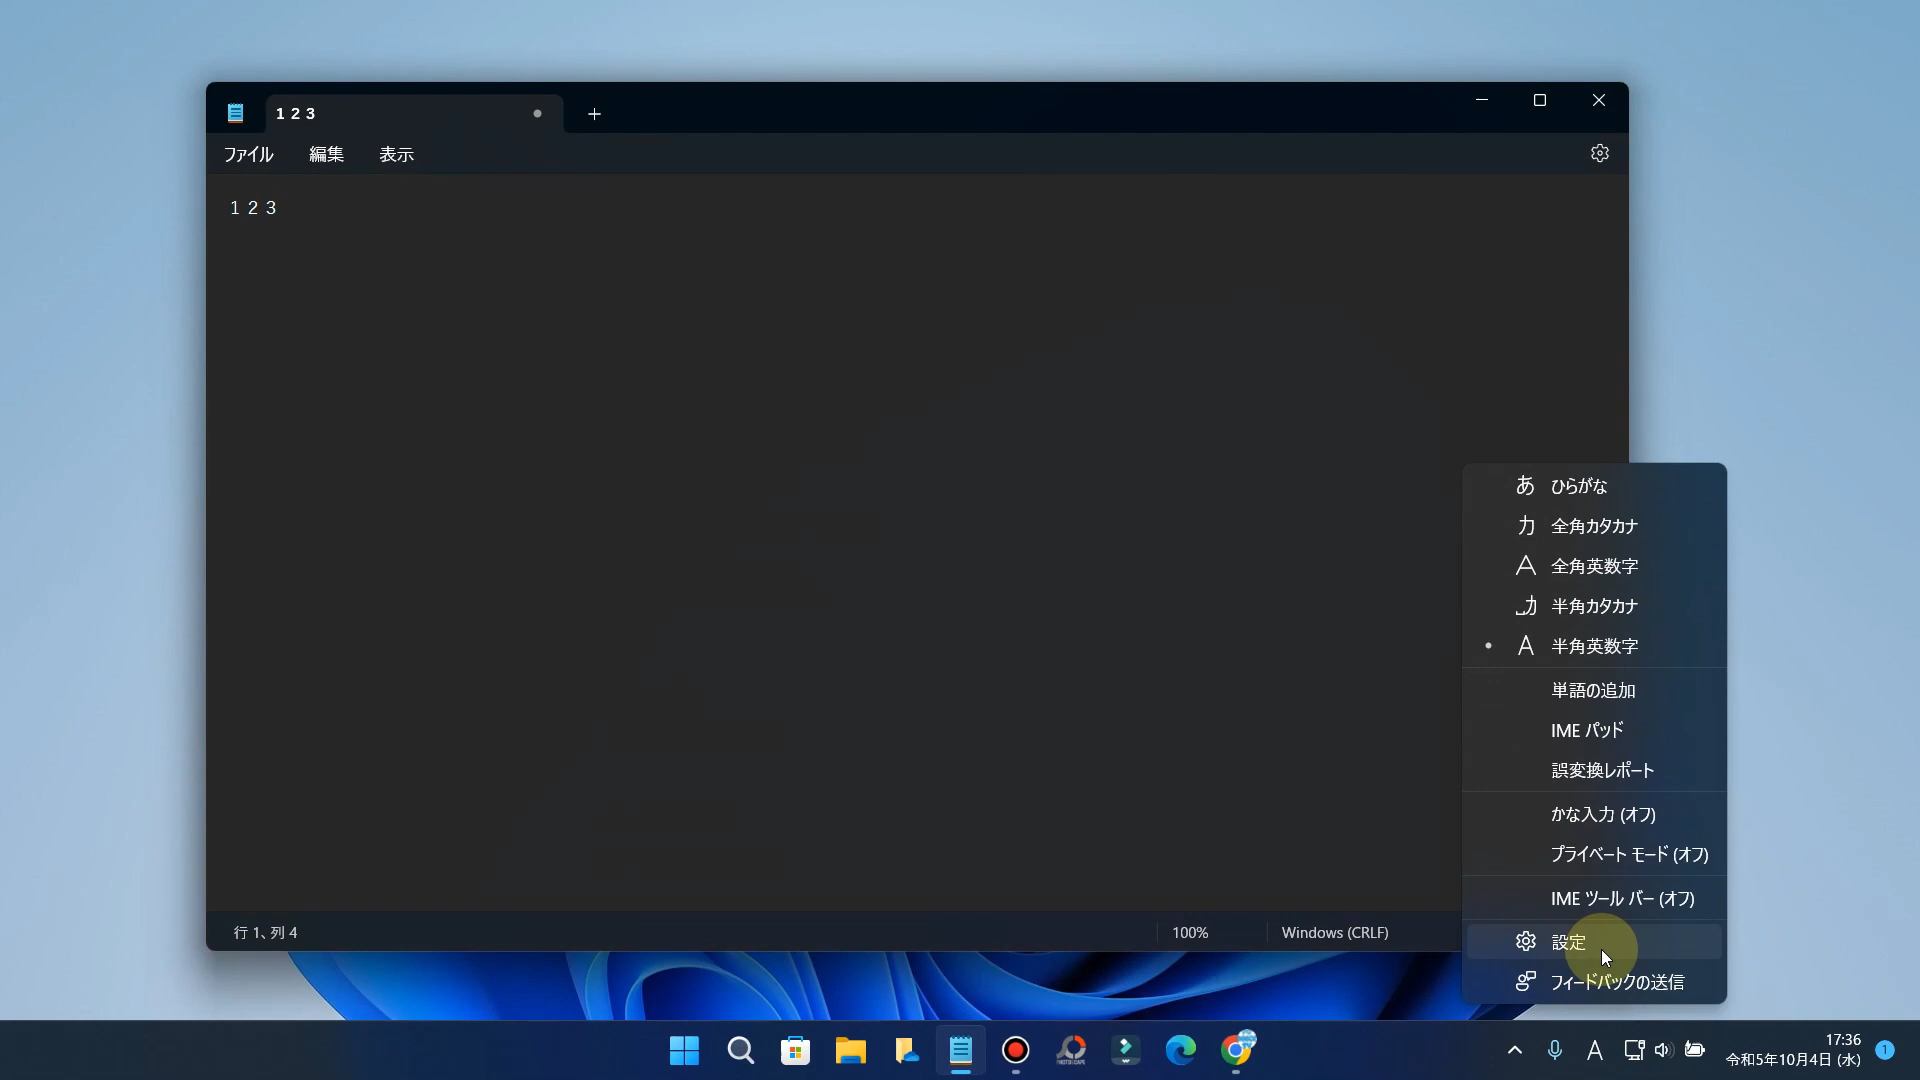 １２３
ファイル　編集　表示
１２３
あ ひらがな
カ 全角カタカナ
A 全角英数字
カ 半角カタカナ
A 半角英数字
単語の追加
IME パッド
誤変換レポート
かな入力 (オフ)
プライベート モード (オフ)
IME ツール バー (オフ)
設定
フィードバックの送信
行 1、列 4　100%　Windows (CRLF)
A
17:36
令和5年10月4日 (水)
1